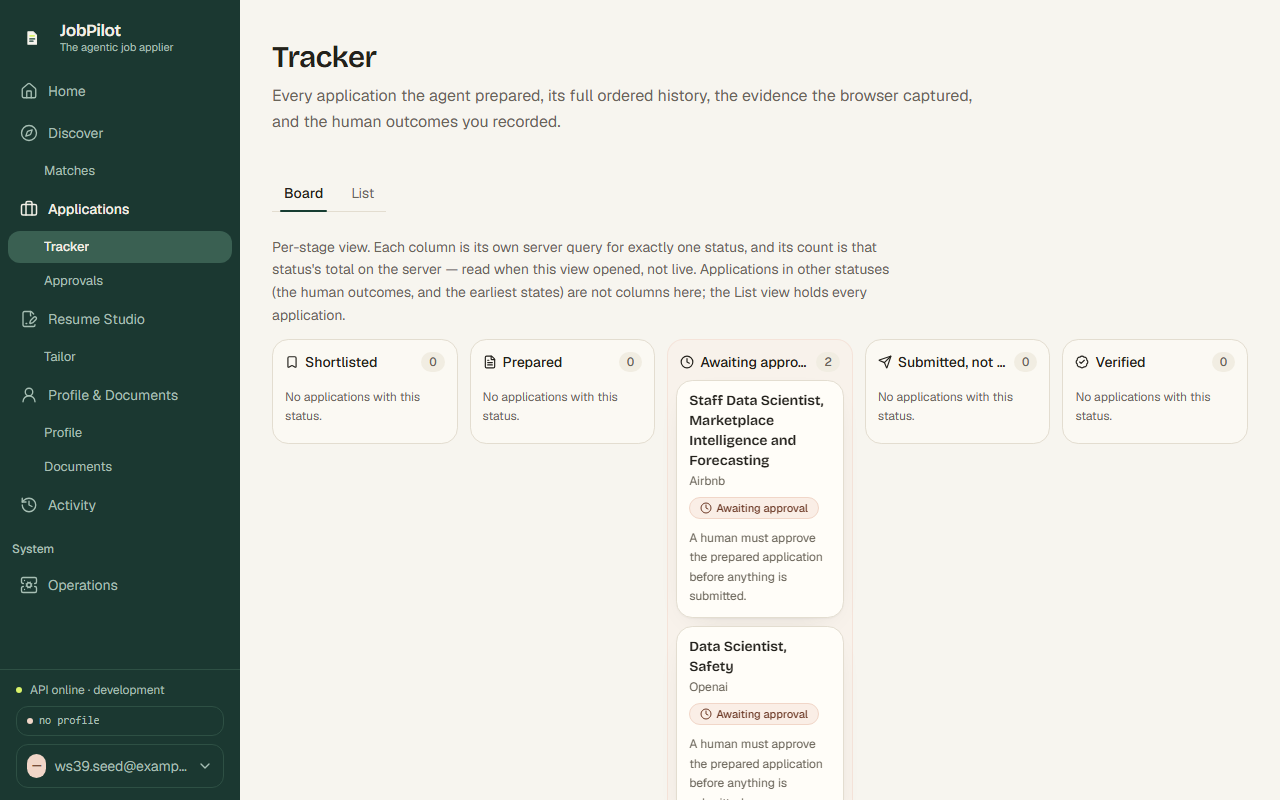 JobPilot
The agentic job applier
Home
Discover
Matches
Applications
Tracker
Approvals
Resume Studio
Tailor
Profile & Documents
Profile
Documents
Activity
System
Operations
API online · development
no profile
ws39.seed@examp...
Tracker
Every application the agent prepared, its full ordered history, the evidence the browser captured,
and the human outcomes you recorded.
Board
List
Per-stage view. Each column is its own server query for exactly one status, and its count is that
status's total on the server — read when this view opened, not live. Applications in other statuses
(the human outcomes, and the earliest states) are not columns here; the List view holds every
application.
Shortlisted 0
No applications with this
status.
Prepared 0
No applications with this
status.
Awaiting appro... 2
Staff Data Scientist,
Marketplace
Intelligence and
Forecasting
Airbnb
Awaiting approval
A human must approve
the prepared application
before anything is
submitted.
Data Scientist,
Safety
Openai
Awaiting approval
A human must approve
the prepared application
before anything is
Submitted, not ... 0
No applications with this
status.
Verified 0
No applications with this
status.